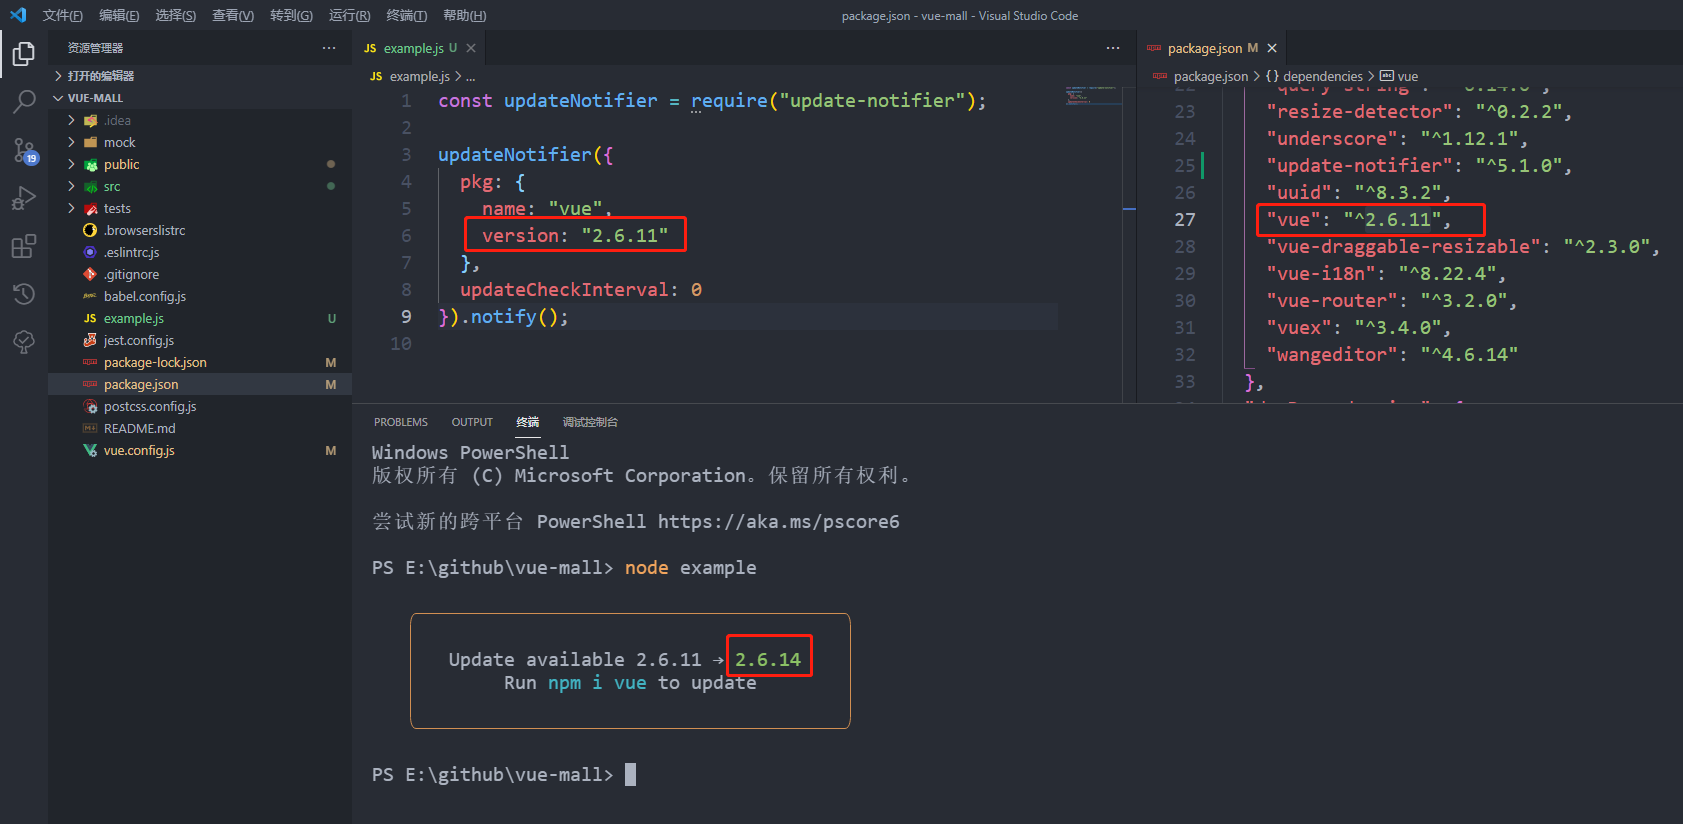 文件(F) 编辑(E) 选择(S) 查看(V) 转到(G) 运行(R) 终端(T) 帮助(H)
package.json - vue-mall - Visual Studio Code
资源管理器 ···
打开的编辑器
VUE-MALL
.idea
mock
public
src
tests
.browserslistrc
.eslintrc.js
.gitignore
babel.config.js
example.js U
jest.config.js
package-lock.json M
package.json M
postcss.config.js
README.md
vue.config.js M
19
JS example.js U ×
···
JS example.js > ...
1 const updateNotifier = require("update-notifier");
2
3 updateNotifier({
4 pkg: {
5 name: "vue",
6 version: "2.6.11"
7 },
8 updateCheckInterval: 0
9 }).notify();
10
package.json M ×
package.json > {} dependencies > abc vue
23 "resize-detector": "^0.2.2",
24 "underscore": "^1.12.1",
25 "update-notifier": "^5.1.0",
26 "uuid": "^8.3.2",
27 "vue": "^2.6.11",
28 "vue-draggable-resizable": "^2.3.0",
29 "vue-i18n": "^8.22.4",
30 "vue-router": "^3.2.0",
31 "vuex": "^3.4.0",
32 "wangeditor": "^4.6.14"
33 },
PROBLEMS OUTPUT 终端 调试控制台
Windows PowerShell
版权所有 (C) Microsoft Corporation。保留所有权利。
尝试新的跨平台 PowerShell https://aka.ms/pscore6
PS E:\github\vue-mall> node example
Update available 2.6.11 → 2.6.14
Run npm i vue to update
PS E:\github\vue-mall>